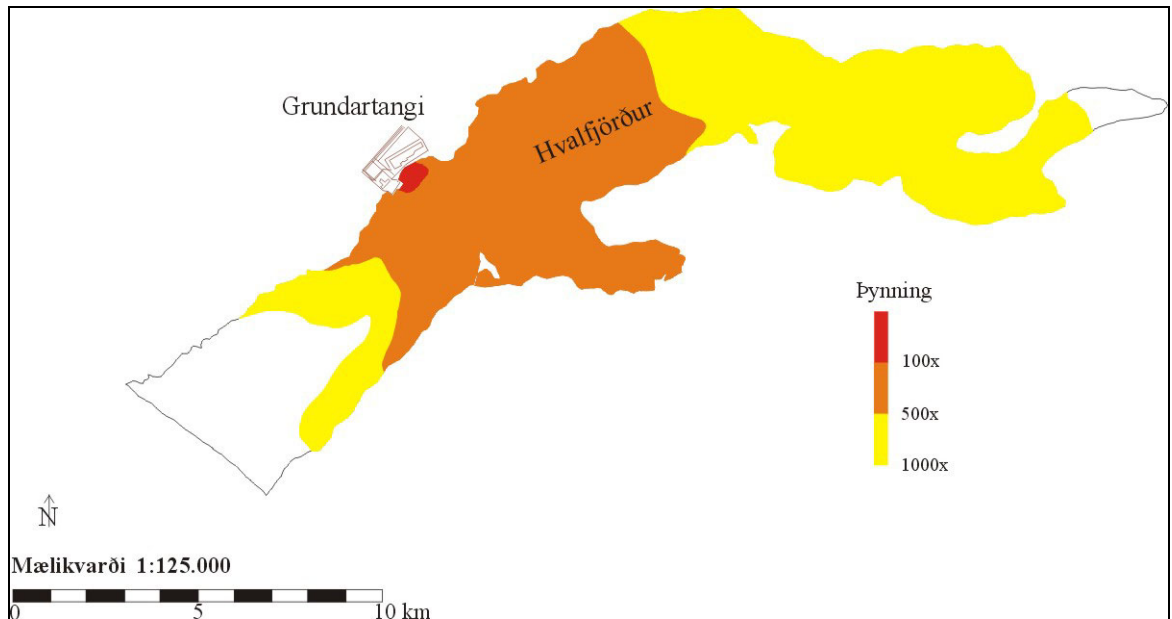 Grundartangi
Hvalfjörður
Þynning
100x
500x
1000x
N
Mælikvarði 1:125.000
0 5 10 km